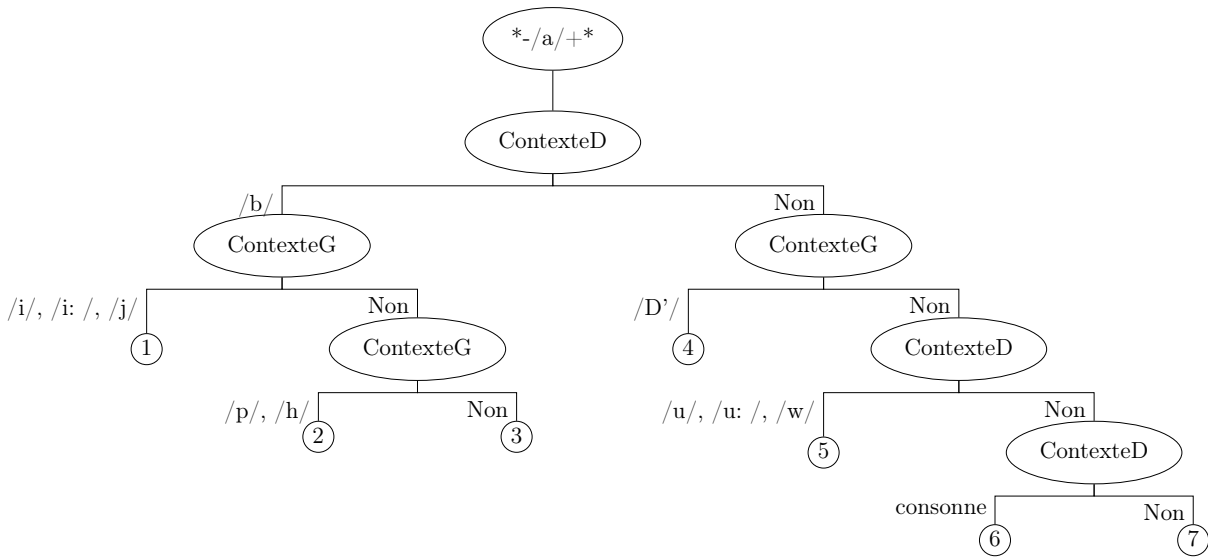 *-/a/+*
ContexteD
/b/ Non
ContexteG ContexteG
/i/, /i: /, /j/ Non /D'/ Non
1 ContexteG 4 ContexteD
/p/, /h/ Non /u/, /u: /, /w/ Non
2 3 5 ContexteD
consonne Non
6 7